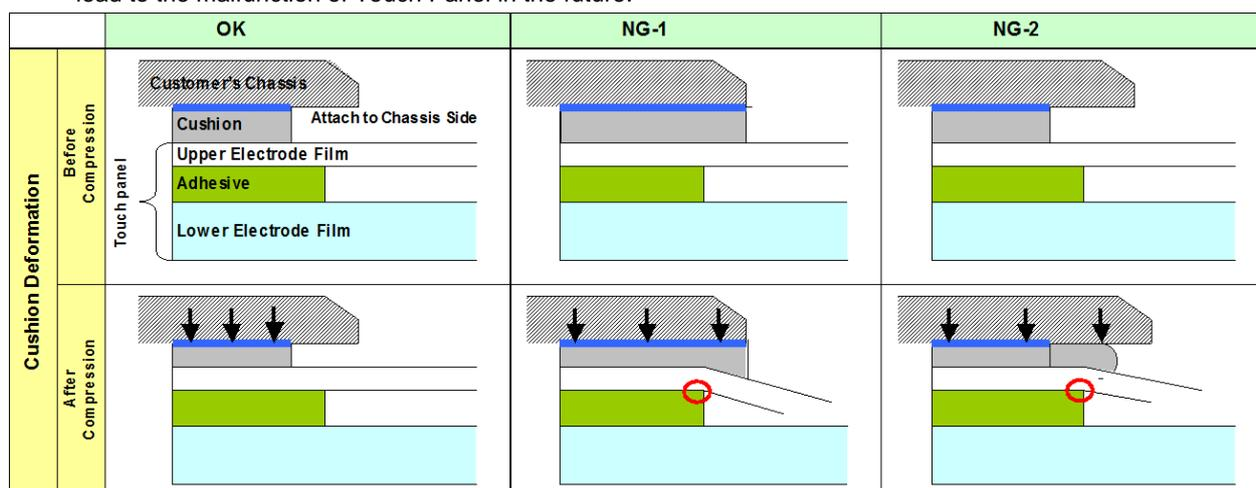 lead to the malfunction of Touch Panel in the future.
OK
NG-1
NG-2
Cushion Deformation
Before
Compression
Customer's Chassis
Cushion
Attach to Chassis Side
Touch panel
Upper Electrode Film
Adhesive
Lower Electrode Film
After
Compression